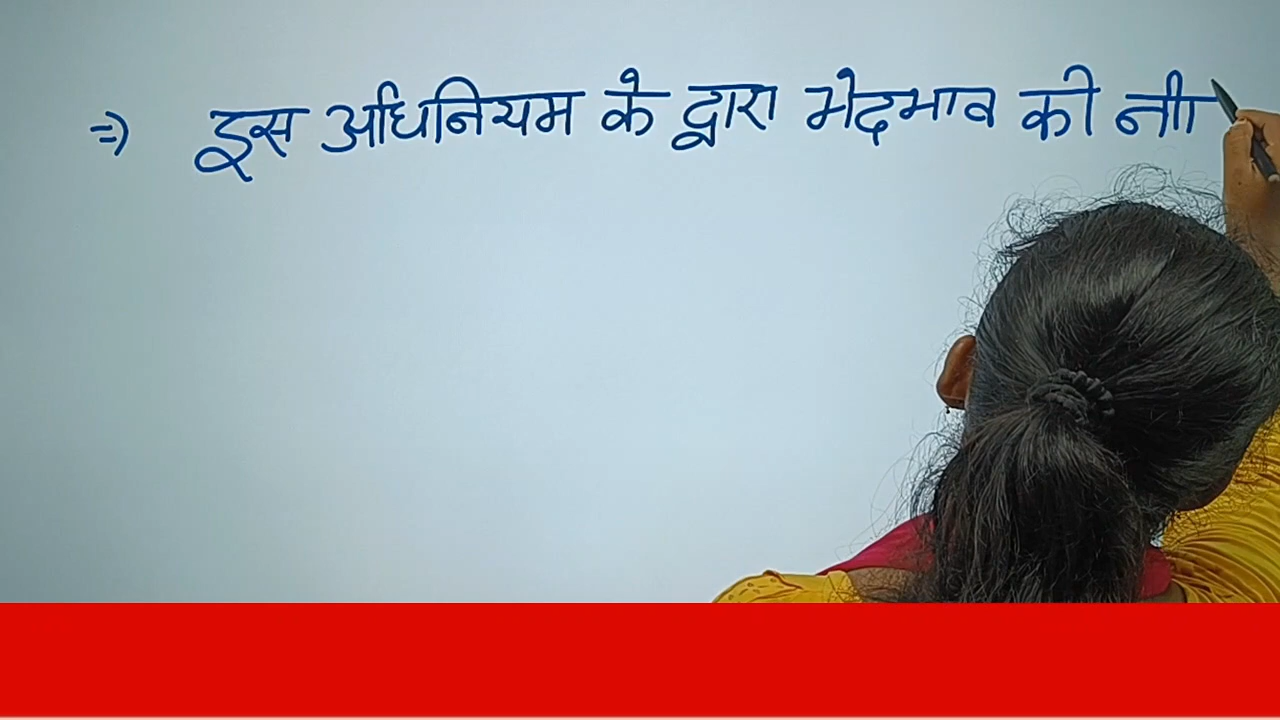 ⇒ इस अधिनियम के द्वारा भेदभाव की नी